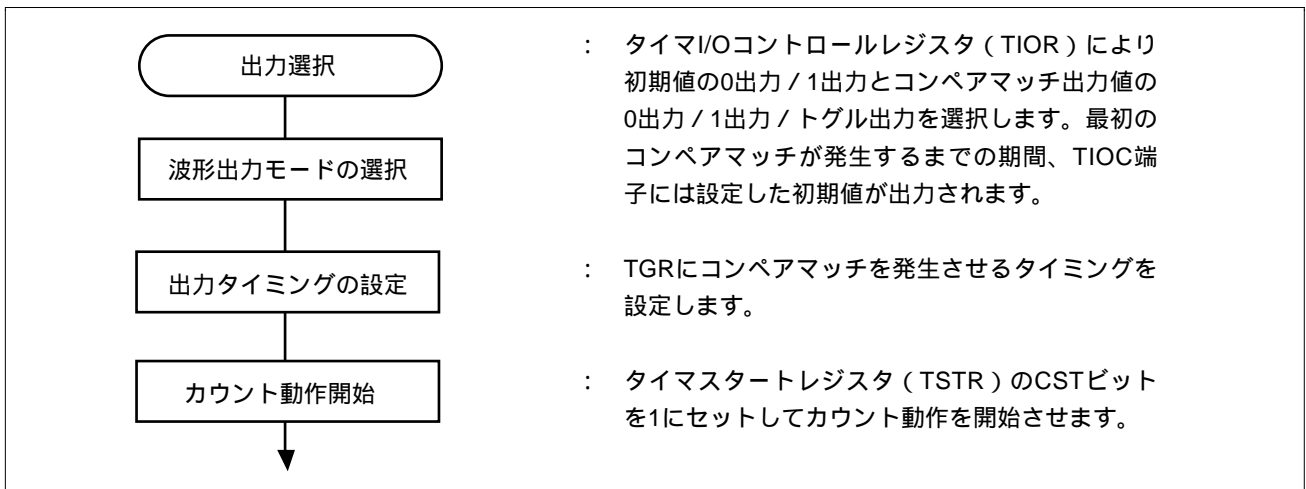 出力選択
波形出力モードの選択
出力タイミングの設定
カウント動作開始
: タイマI/Oコントロールレジスタ（TIOR）により
初期値の0出力／1出力とコンペアマッチ出力値の
0出力／1出力／トグル出力を選択します。最初の
コンペアマッチが発生するまでの期間、TIOC端
子には設定した初期値が出力されます。
: TGRにコンペアマッチを発生させるタイミングを
設定します。
: タイマスタートレジスタ（TSTR）のCSTビット
を1にセットしてカウント動作を開始させます。